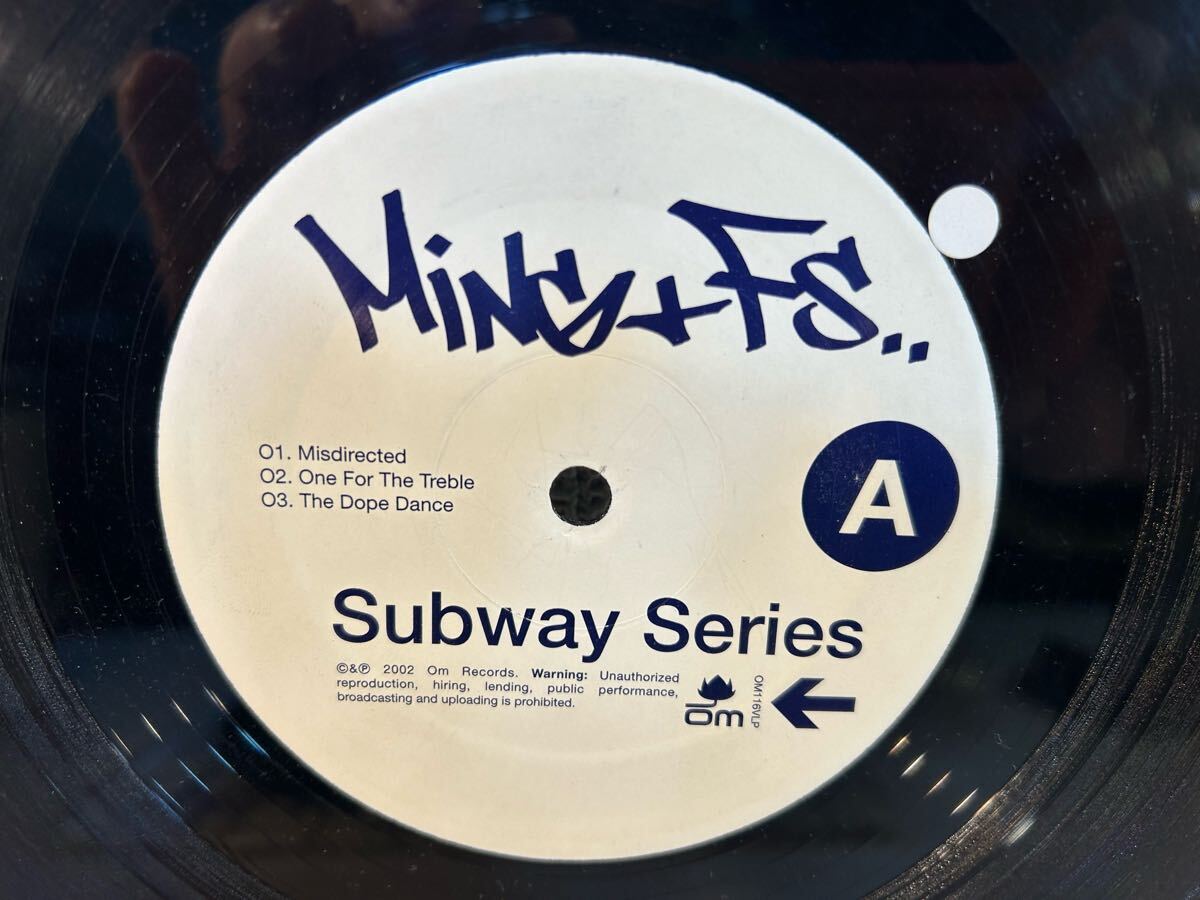 Ming+FS..
01. Misdirected
02. One For The Treble
03. The Dope Dance
A
Subway Series
©&℗ 2002 Om Records. Warning: Unauthorized
reproduction, hiring, lending, public performance,
broadcasting and uploading is prohibited.
om
OM116VLP